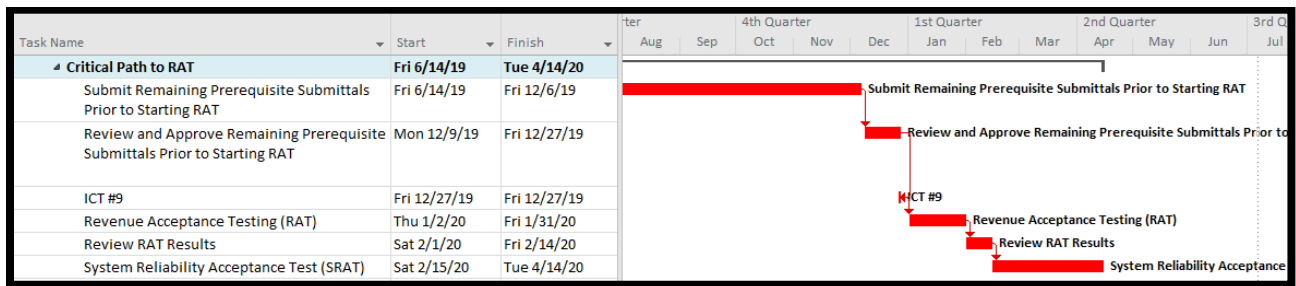 ter 4th Quarter 1st Quarter 2nd Quarter 3rd Q
Task Name Start Finish Aug Sep Oct Nov Dec Jan Feb Mar Apr May Jun Jul
Critical Path to RAT Fri 6/14/19 Tue 4/14/20
Submit Remaining Prerequisite Submittals Fri 6/14/19 Fri 12/6/19 Submit Remaining Prerequisite Submittals Prior to Starting RAT
Prior to Starting RAT
Review and Approve Remaining Prerequisite Mon 12/9/19 Fri 12/27/19 Review and Approve Remaining Prerequisite Submittals Prior to
Submittals Prior to Starting RAT
ICT #9 Fri 12/27/19 Fri 12/27/19 ICT #9
Revenue Acceptance Testing (RAT) Thu 1/2/20 Fri 1/31/20 Revenue Acceptance Testing (RAT)
Review RAT Results Sat 2/1/20 Fri 2/14/20 Review RAT Results
System Reliability Acceptance Test (SRAT) Sat 2/15/20 Tue 4/14/20 System Reliability Acceptance